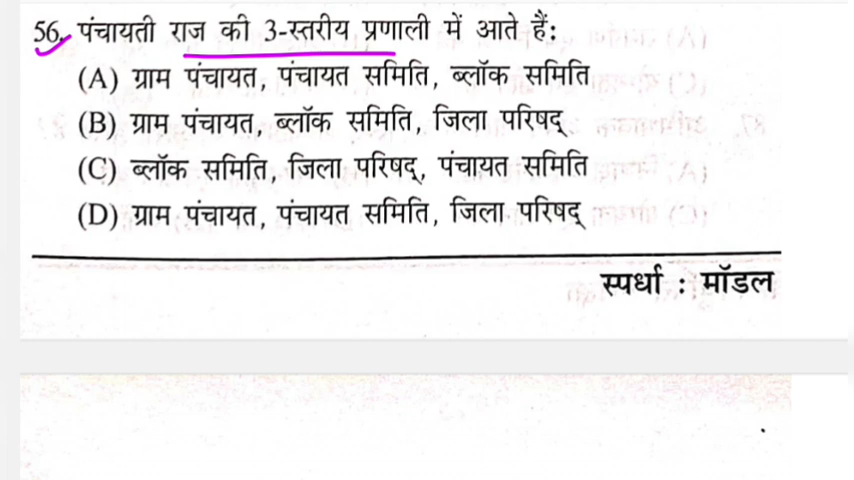 56. पंचायती राज की 3-स्तरीय प्रणाली में आते हैं:
(A) ग्राम पंचायत, पंचायत समिति, ब्लॉक समिति
(B) ग्राम पंचायत, ब्लॉक समिति, जिला परिषद्
(C) ब्लॉक समिति, जिला परिषद्, पंचायत समिति
(D) ग्राम पंचायत, पंचायत समिति, जिला परिषद्
स्पर्धा : मॉडल